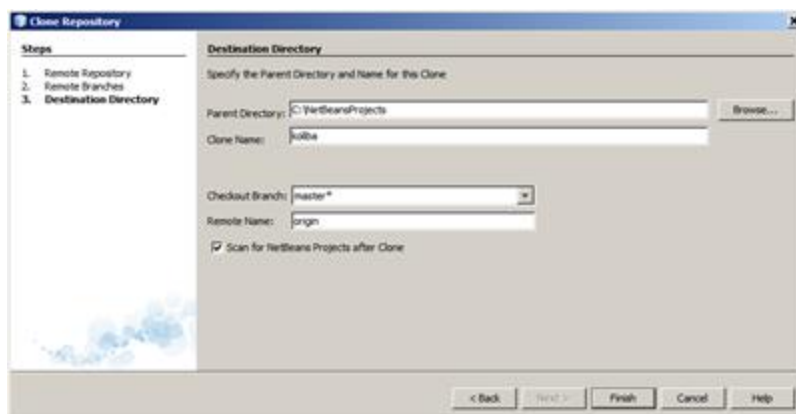 Clone Repository
Steps
1. Remote Repository
2. Remote Branches
3. Destination Directory
Destination Directory
Specify the Parent Directory and Name for this Clone
Parent Directory: C:\NetBeansProjects Browse...
Clone Name: koliba
Checkout Branch: master*
Remote Name: origin
Scan for NetBeans Projects after Clone
< Back Next > Finish Cancel Help